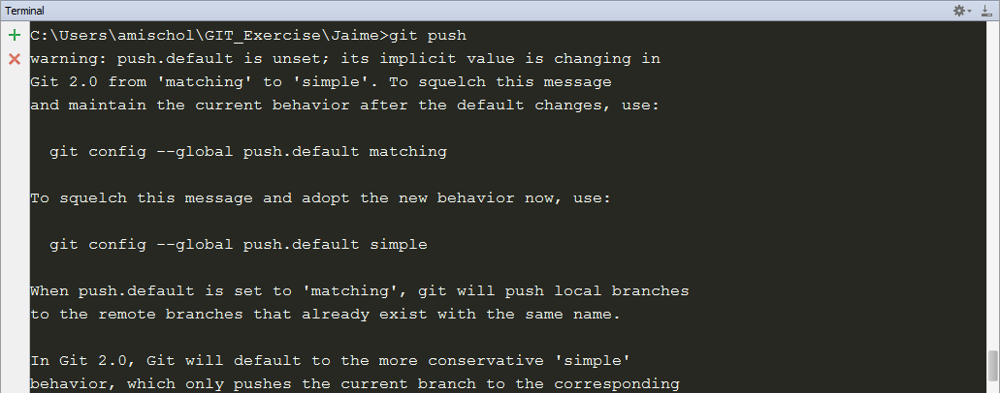 Terminal
C:\Users\amischol\GIT_Exercise\Jaime>git push
warning: push.default is unset; its implicit value is changing in
Git 2.0 from 'matching' to 'simple'. To squelch this message
and maintain the current behavior after the default changes, use:
git config --global push.default matching
To squelch this message and adopt the new behavior now, use:
git config --global push.default simple
When push.default is set to 'matching', git will push local branches
to the remote branches that already exist with the same name.
In Git 2.0, Git will default to the more conservative 'simple'
behavior, which only pushes the current branch to the corresponding